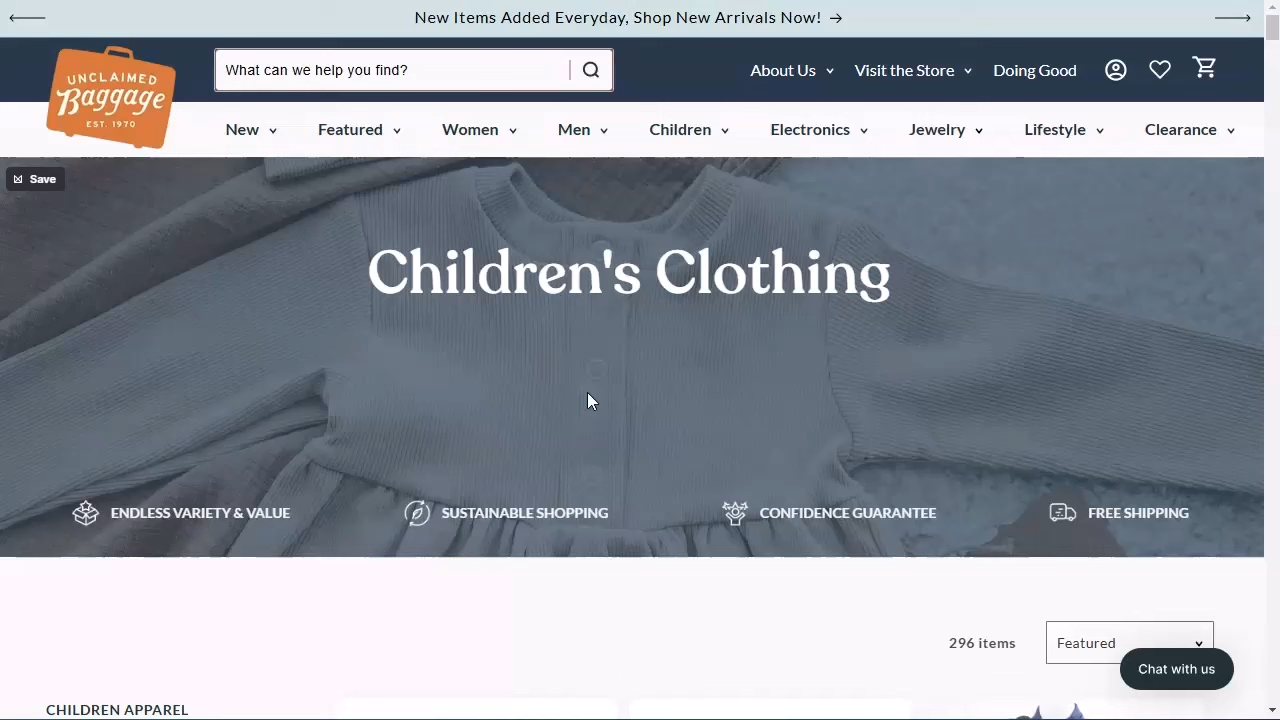 New Items Added Everyday, Shop New Arrivals Now! →
UNCLAIMED
Baggage
EST. 1970
What can we help you find?
About Us
Visit the Store
Doing Good
New
Featured
Women
Men
Children
Electronics
Jewelry
Lifestyle
Clearance
Save
Children's Clothing
ENDLESS VARIETY & VALUE
SUSTAINABLE SHOPPING
CONFIDENCE GUARANTEE
FREE SHIPPING
296 items
Featured
Chat with us
CHILDREN APPAREL